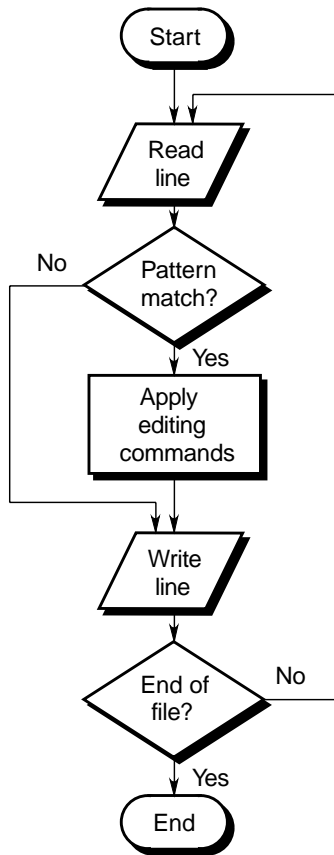 Start
Read
line
No
Pattern
match?
Yes
Apply
editing
commands
Write
line
End of
file?
No
Yes
End